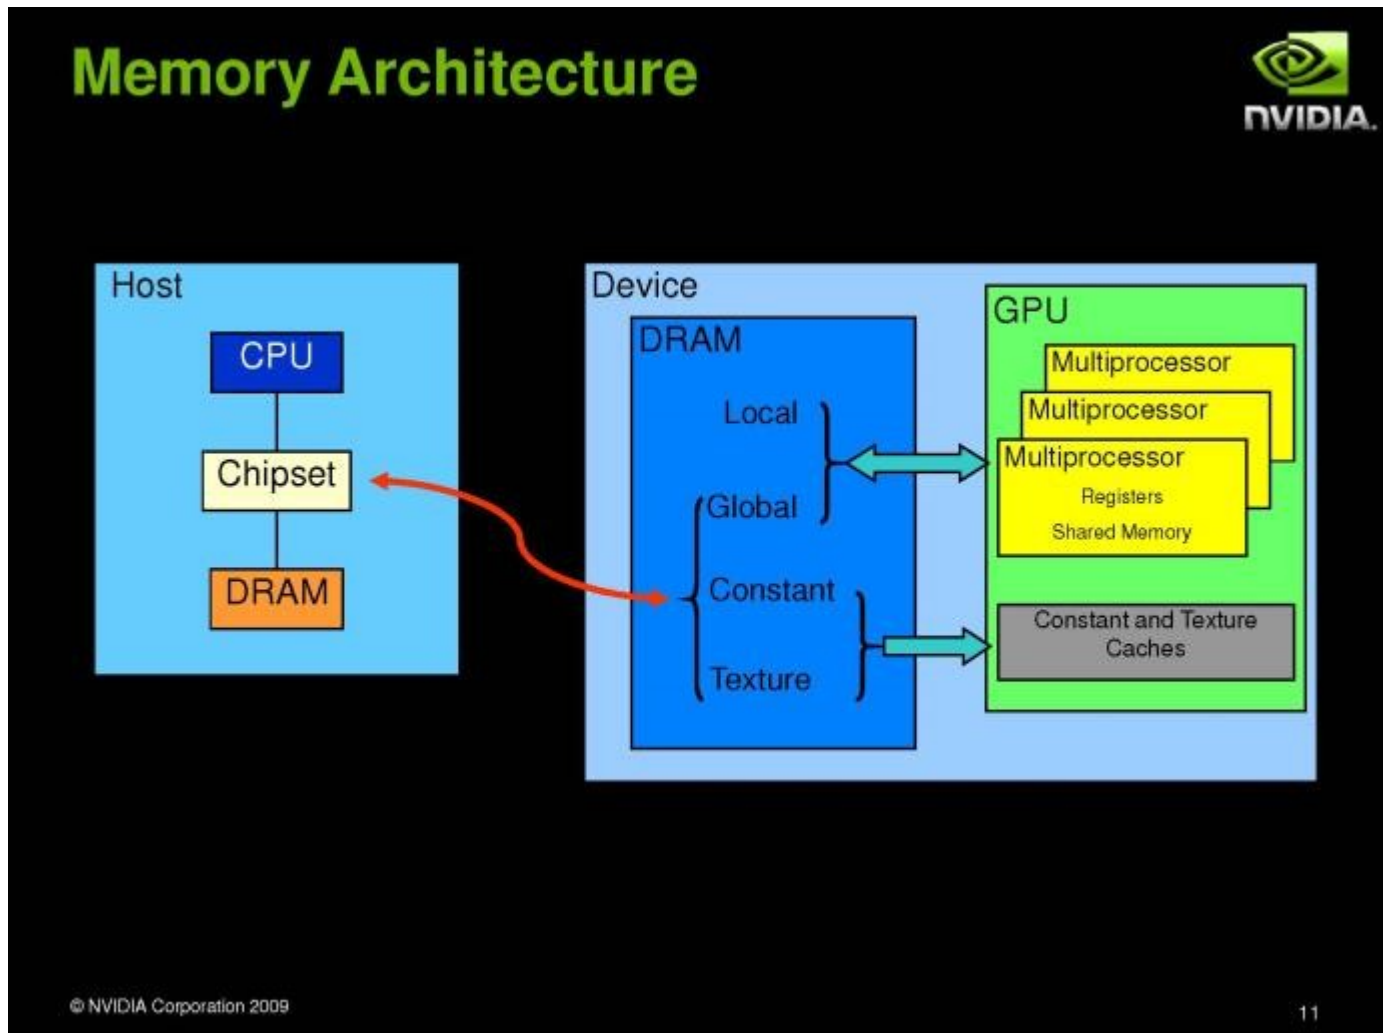 Memory Architecture
NVIDIA.
Host
CPU
Chipset
DRAM
Device
DRAM
Local
Global
Constant
Texture
GPU
Multiprocessor
Multiprocessor
Multiprocessor
Registers
Shared Memory
Constant and Texture
Caches
© NVIDIA Corporation 2009
11